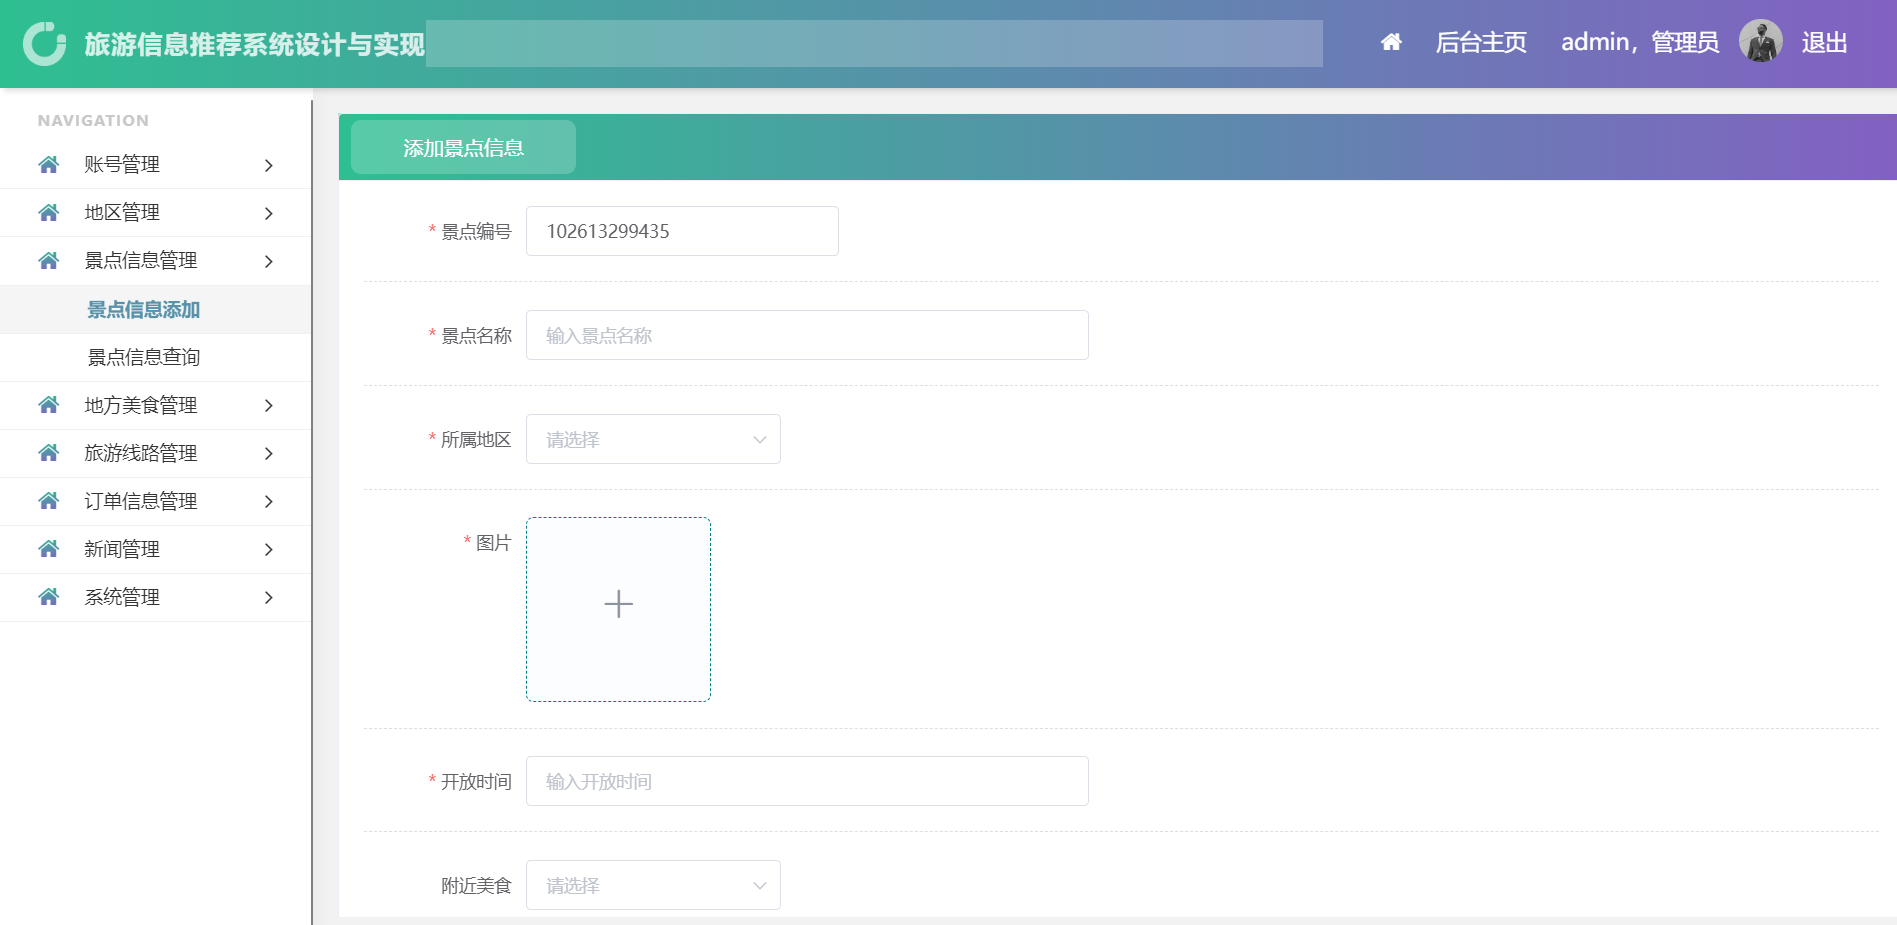 旅游信息推荐系统设计与实现
后台主页
admin，管理员
退出
NAVIGATION
账号管理
地区管理
景点信息管理
景点信息添加
景点信息查询
地方美食管理
旅游线路管理
订单信息管理
新闻管理
系统管理
添加景点信息
* 景点编号 102613299435
* 景点名称 输入景点名称
* 所属地区 请选择
* 图片
* 开放时间 输入开放时间
附近美食 请选择